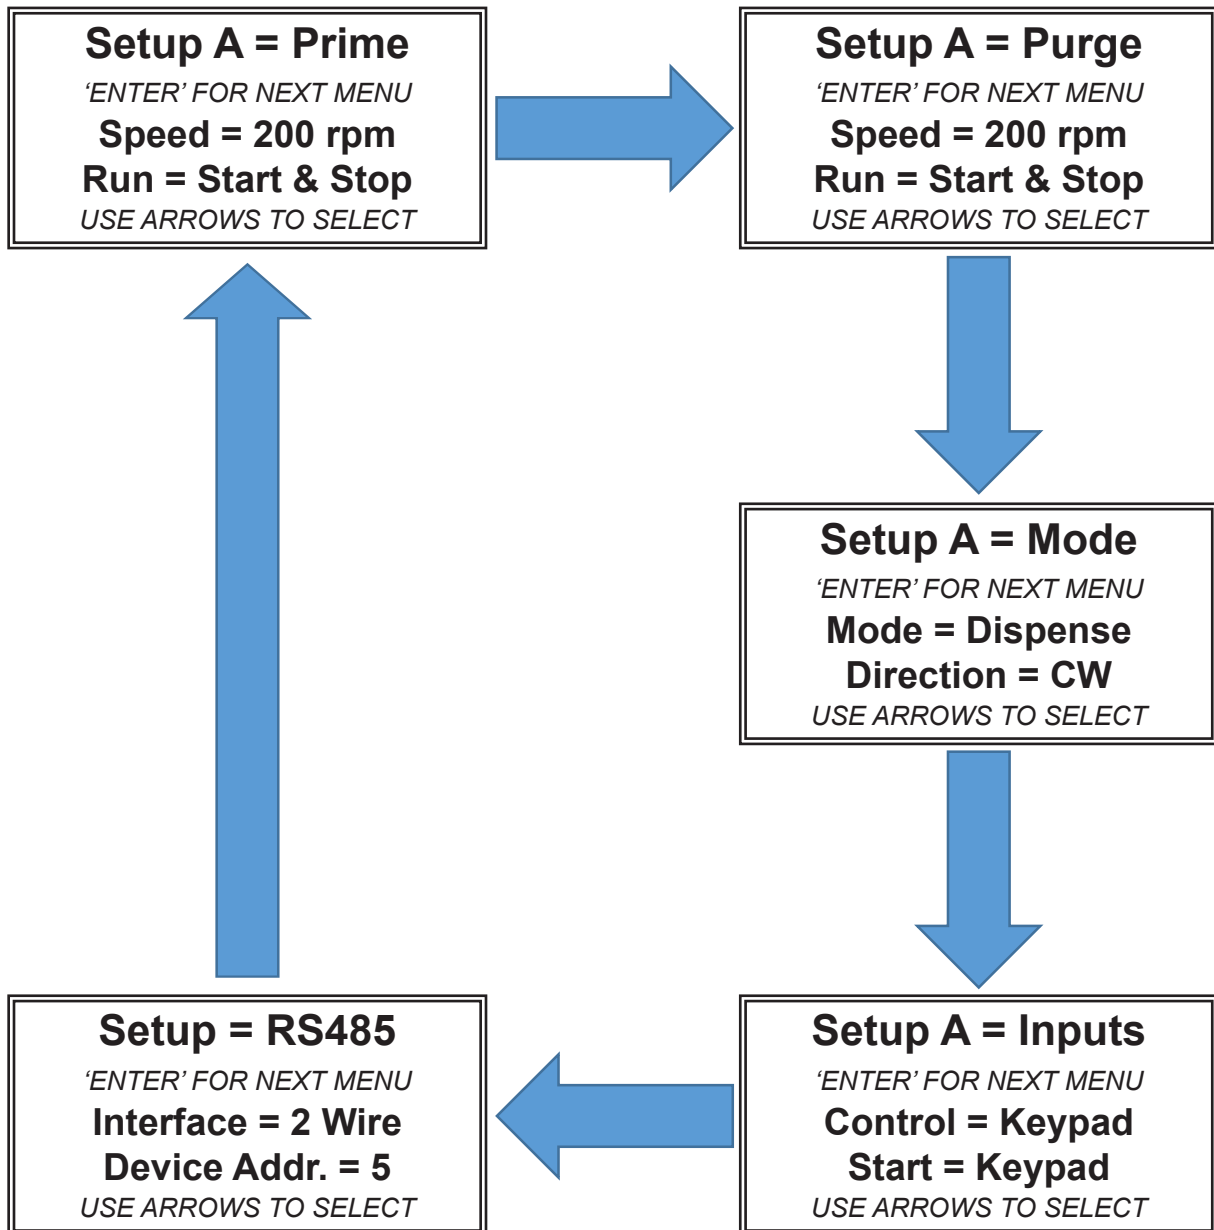 Setup A = Prime
‘ENTER’ FOR NEXT MENU
Speed = 200 rpm
Run = Start & Stop
USE ARROWS TO SELECT
Setup A = Purge
‘ENTER’ FOR NEXT MENU
Speed = 200 rpm
Run = Start & Stop
USE ARROWS TO SELECT
Setup A = Mode
‘ENTER’ FOR NEXT MENU
Mode = Dispense
Direction = CW
USE ARROWS TO SELECT
Setup A = Inputs
‘ENTER’ FOR NEXT MENU
Control = Keypad
Start = Keypad
USE ARROWS TO SELECT
Setup = RS485
‘ENTER’ FOR NEXT MENU
Interface = 2 Wire
Device Addr. = 5
USE ARROWS TO SELECT